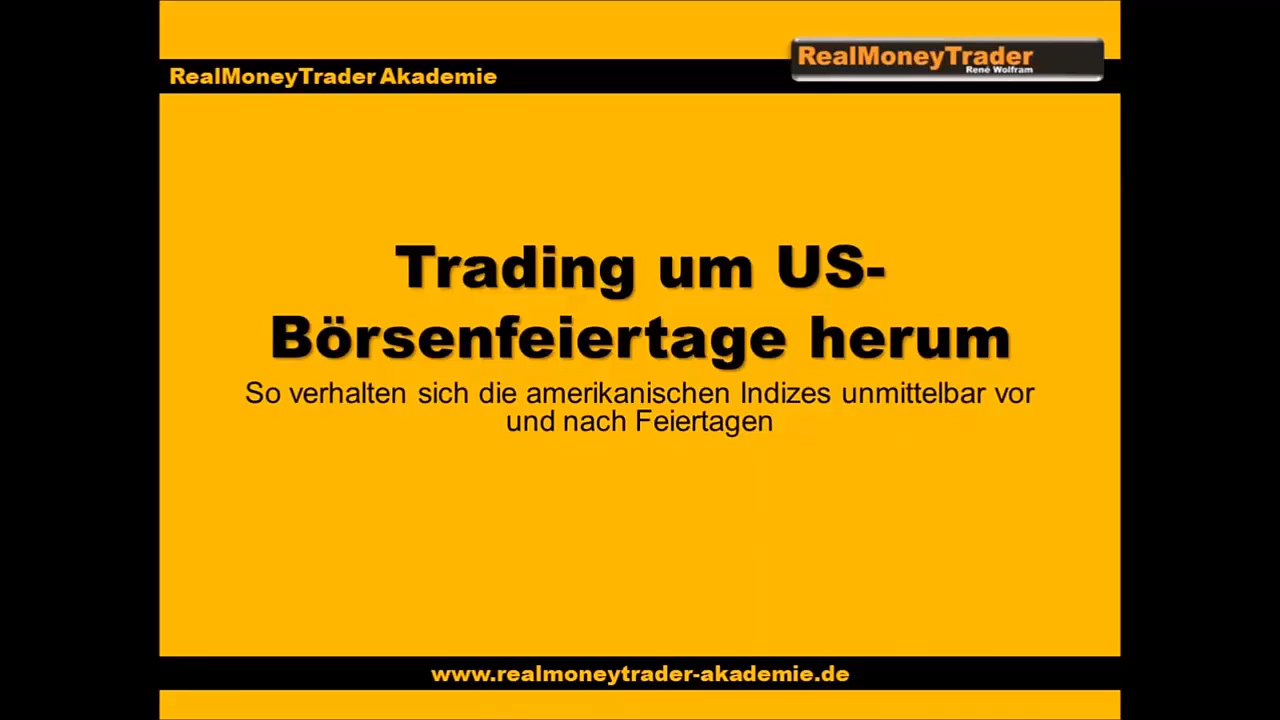 RealMoneyTrader Akademie
RealMoneyTrader
René Wolfram
Trading um US-
Börsenfeiertage herum
So verhalten sich die amerikanischen Indizes unmittelbar vor
und nach Feiertagen
www.realmoneytrader-akademie.de